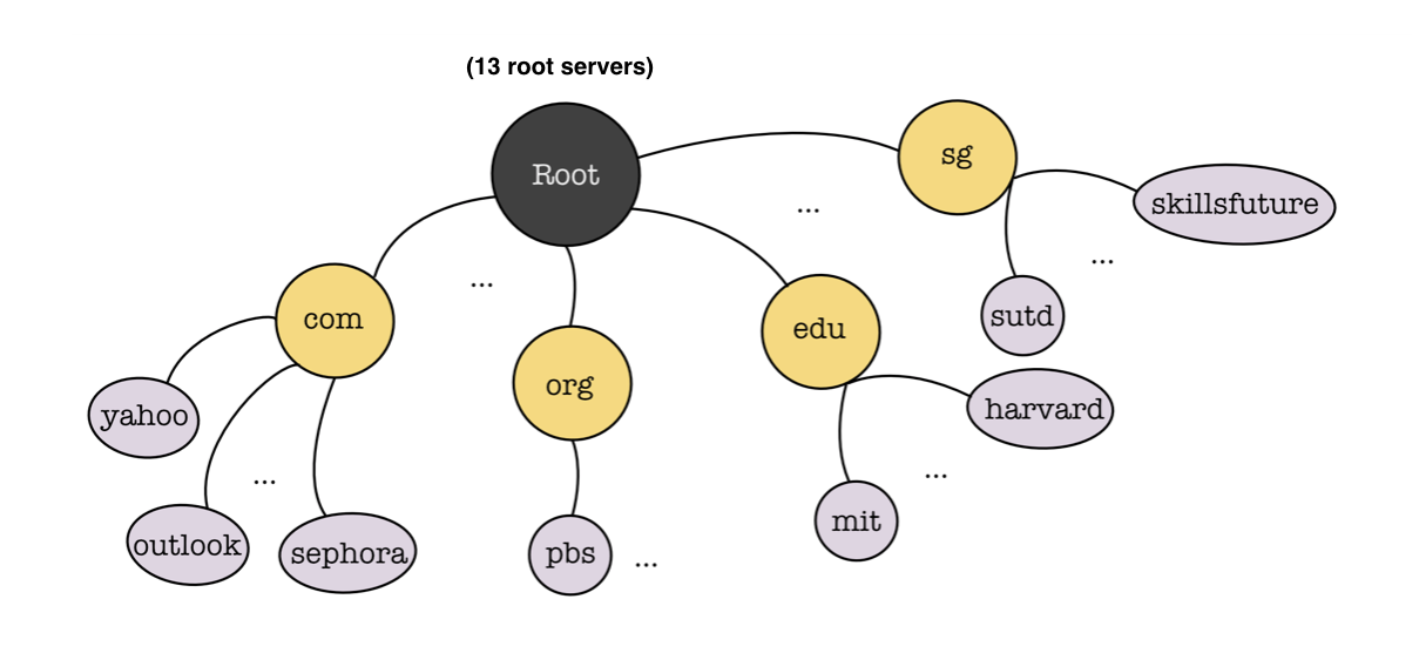 (13 root servers)
Root
sg
skillsfuture
...
...
sutd
...
com
edu
org
yahoo
harvard
...
...
mit
outlook
sephora
pbs
...